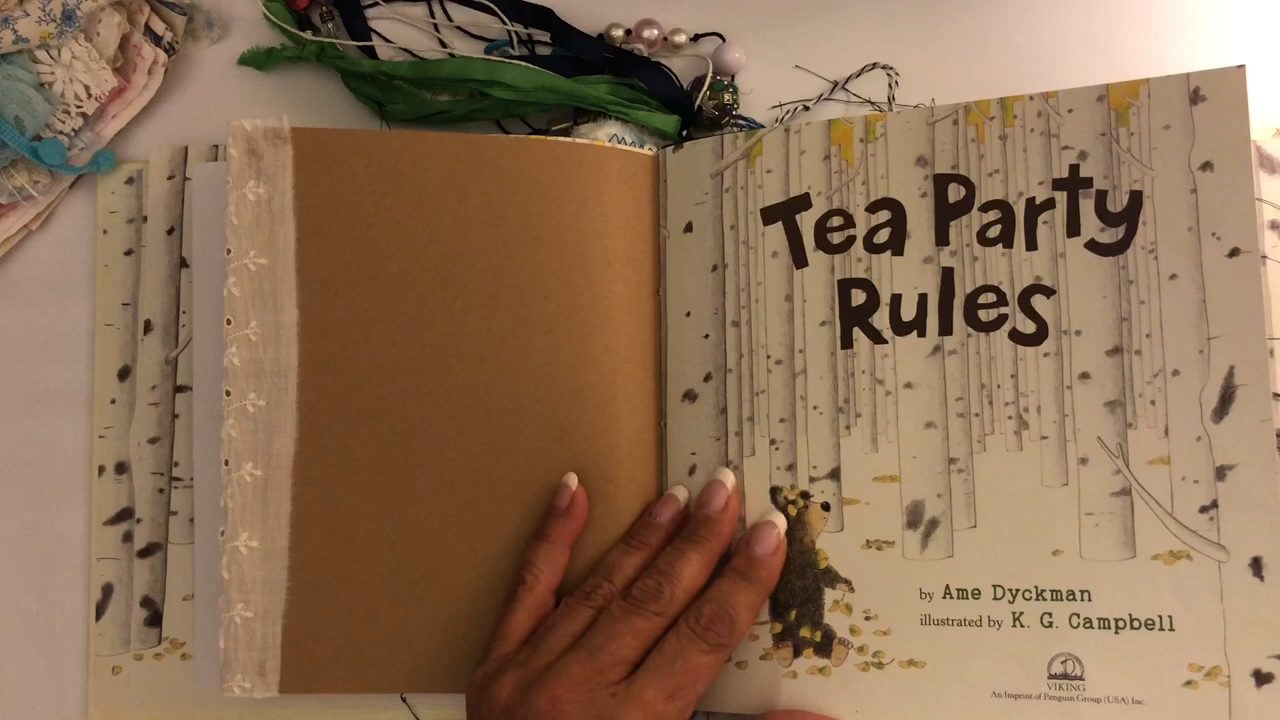 Tea Party
Rules
by Ame Dyckman
illustrated by K. G. Campbell
VIKING
An Imprint of Penguin Group (USA) Inc.